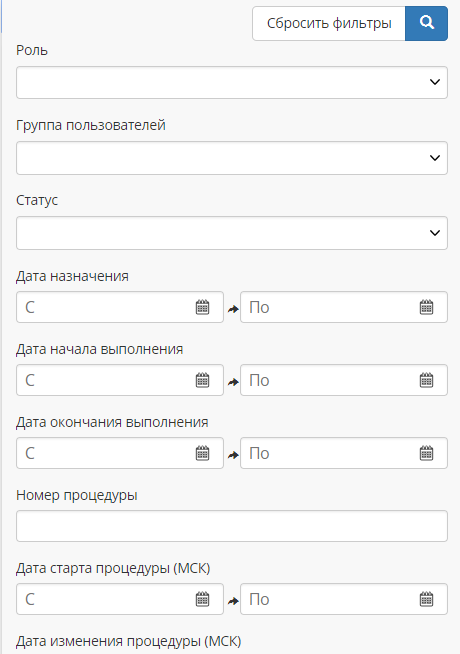 Сбросить фильтры
Роль
Группа пользователей
Статус
Дата назначения
С По
Дата начала выполнения
С По
Дата окончания выполнения
С По
Номер процедуры
Дата старта процедуры (МСК)
С По
Дата изменения процедуры (МСК)